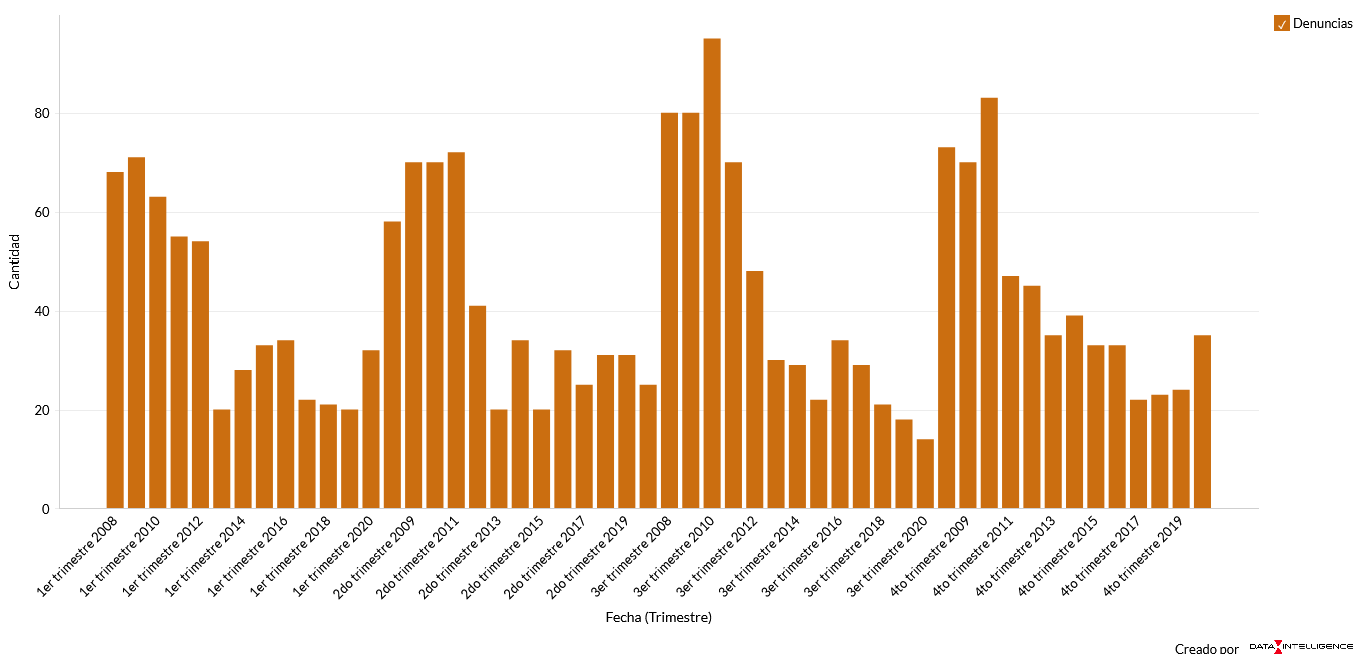 Denuncias
80
60
40
20
0
Cantidad
1er trimestre 2008
1er trimestre 2010
1er trimestre 2012
1er trimestre 2014
1er trimestre 2016
1er trimestre 2018
1er trimestre 2020
2do trimestre 2009
2do trimestre 2011
2do trimestre 2013
2do trimestre 2015
2do trimestre 2017
2do trimestre 2019
3er trimestre 2008
3er trimestre 2010
3er trimestre 2012
3er trimestre 2014
3er trimestre 2016
3er trimestre 2018
3er trimestre 2020
4to trimestre 2009
4to trimestre 2011
4to trimestre 2013
4to trimestre 2015
4to trimestre 2017
4to trimestre 2019
Fecha (Trimestre)
Creado por DATA INTELLIGENCE